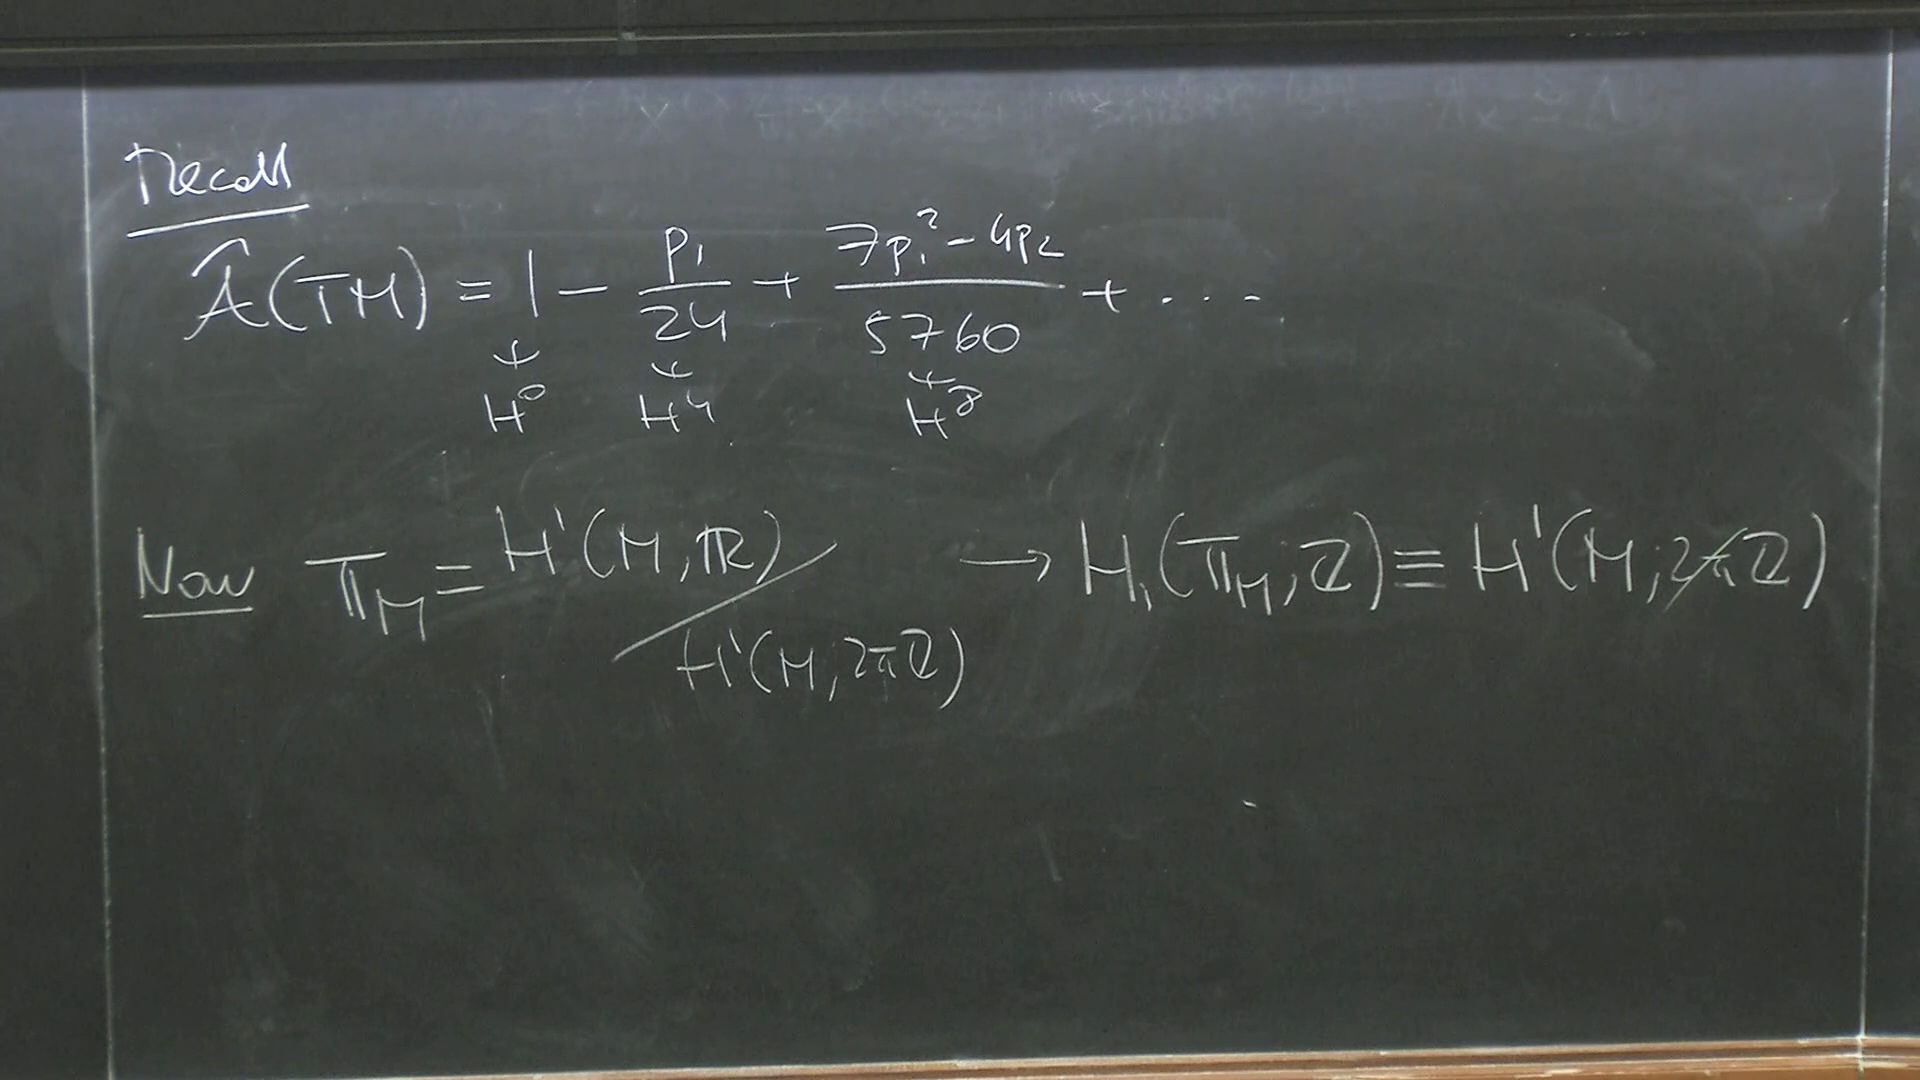 Recall
Â(TM) = 1 − p₁/24 + (7p₁² − 4p₂)/5760 + ...
H⁰ H⁴ H⁸
Now 𝕋_M = H¹(M, ℝ) / H¹(M, 2πℤ) → H₁(𝕋_M; ℤ) ≡ H¹(M; 2πℤ)